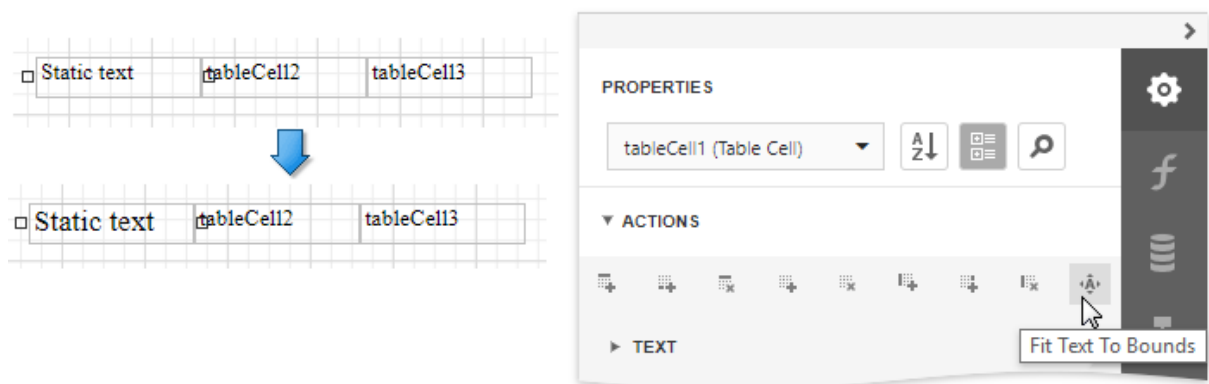 Static text tableCell2 tableCell3
Static text tableCell2 tableCell3
PROPERTIES
tableCell1 (Table Cell)
A
Z
ACTIONS
A
TEXT
Fit Text To Bounds